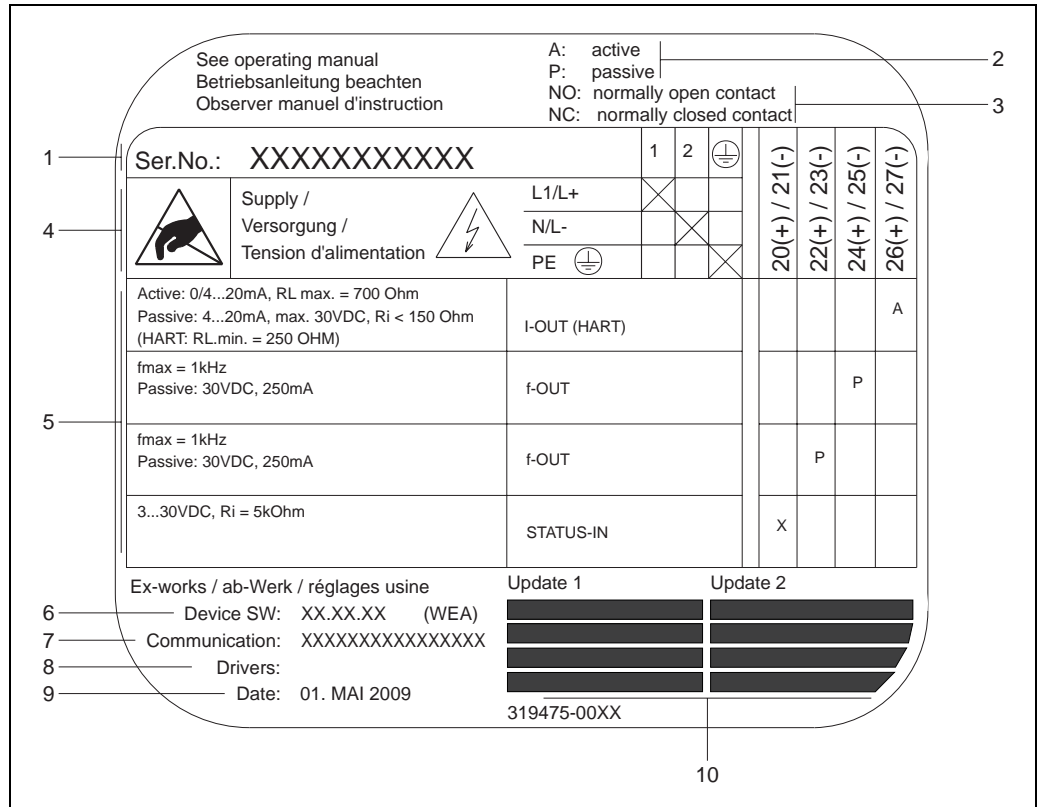 See operating manual
Betriebsanleitung beachten
Observer manuel d'instruction
A: active
P: passive
NO: normally open contact
NC: normally closed contact
2
3
1
Ser.No.: XXXXXXXXXXX
1 2
20(+) / 21(-)
22(+) / 23(-)
24(+) / 25(-)
26(+) / 27(-)
4
Supply /
Versorgung /
Tension d'alimentation
L1/L+
N/L-
PE
5
Active: 0/4...20mA, RL max. = 700 Ohm
Passive: 4...20mA, max. 30VDC, Ri < 150 Ohm
(HART: RL.min. = 250 OHM)
I-OUT (HART)
A
fmax = 1kHz
Passive: 30VDC, 250mA
f-OUT
P
fmax = 1kHz
Passive: 30VDC, 250mA
f-OUT
P
3...30VDC, Ri = 5kOhm
STATUS-IN
X
Ex-works / ab-Werk / réglages usine
Update 1
Update 2
6
Device SW: XX.XX.XX (WEA)
7
Communication: XXXXXXXXXXXXXXXX
8
Drivers:
9
Date: 01. MAI 2009
319475-00XX
10